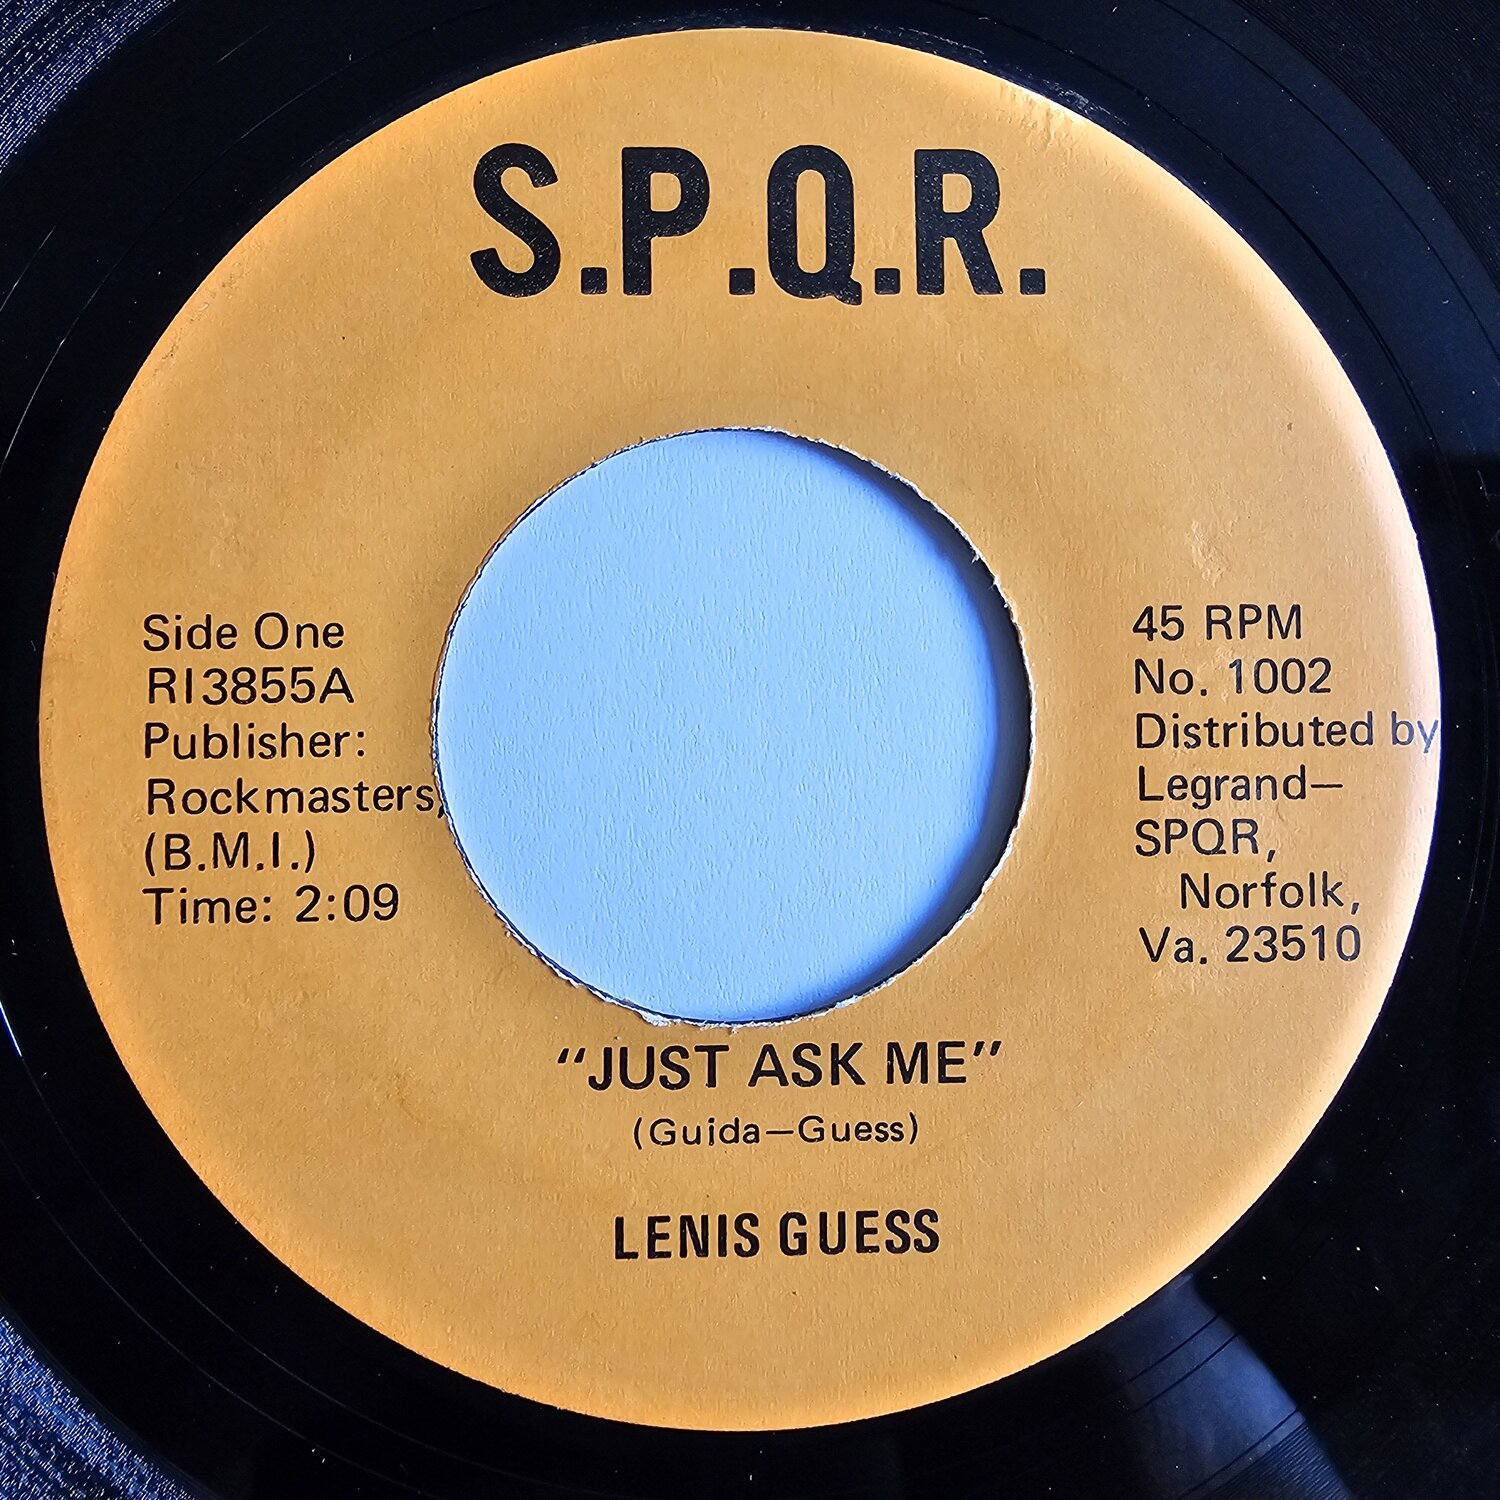 S.P.Q.R.
Side One
RI3855A
Publisher:
Rockmasters,
(B.M.I.)
Time: 2:09
45 RPM
No. 1002
Distributed by
Legrand—
SPQR,
Norfolk,
Va. 23510
"JUST ASK ME"
(Guida—Guess)
LENIS GUESS